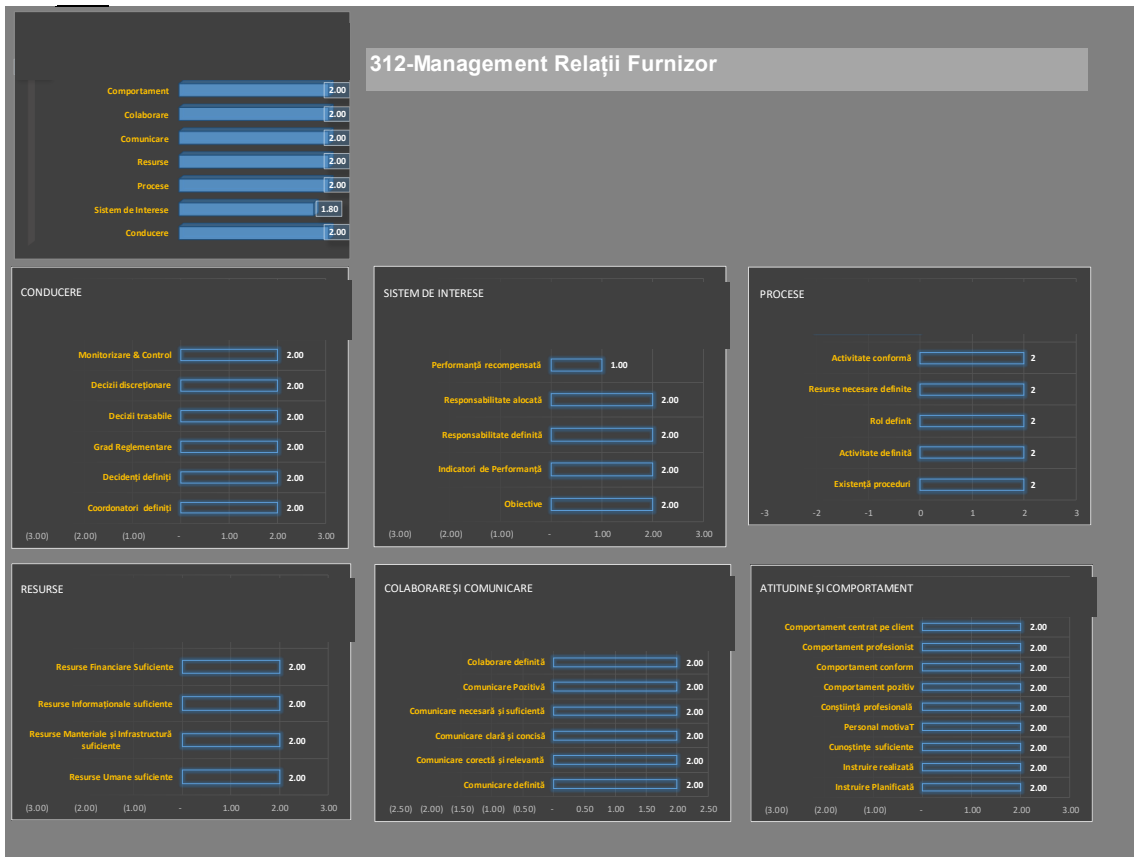 312-Management Relații Furnizor
Comportament 2.00
Colaborare 2.00
Comunicare 2.00
Resurse 2.00
Procese 2.00
Sistem de Interese 1.80
Conducere 2.00
CONDUCERE
Monitorizare & Control 2.00
Decizii discreționare 2.00
Decizii trasabile 2.00
Grad Reglementare 2.00
Decidenți definiți 2.00
Coordonatori definiți 2.00
(3.00) (2.00) (1.00) - 1.00 2.00 3.00
SISTEM DE INTERESE
Performanță recompensată 1.00
Responsabilitate alocată 2.00
Responsabilitate definită 2.00
Indicatori de Performanță 2.00
Obiective 2.00
(3.00) (2.00) (1.00) - 1.00 2.00 3.00
PROCESE
Activitate conformă 2
Resurse necesare definite 2
Rol definit 2
Activitate definită 2
Existență proceduri 2
-3 -2 -1 0 1 2 3
RESURSE
Resurse Financiare Suficiente 2.00
Resurse Informaționale suficiente 2.00
Resurse Manteriale și Infrastructură
suficiente 2.00
Resurse Umane suficiente 2.00
(3.00) (2.00) (1.00) - 1.00 2.00 3.00
COLABORARE ȘI COMUNICARE
Colaborare definită 2.00
Comunicare Pozitivă 2.00
Comunicare necesară și suficientă 2.00
Comunicare clară și concisă 2.00
Comunicare corectă și relevantă 2.00
Comunicare definită 2.00
(2.50) (2.00) (1.50) (1.00) (0.50) - 0.50 1.00 1.50 2.00 2.50
ATITUDINE ȘI COMPORTAMENT
Comportament centrat pe client 2.00
Comportament profesionist 2.00
Comportament conform 2.00
Comportament pozitiv 2.00
Conștiință profesională 2.00
Personal motivaT 2.00
Cunoștințe suficiente 2.00
Instruire realizată 2.00
Instruire Planificată 2.00
(3.00) (2.00) (1.00) - 1.00 2.00 3.00